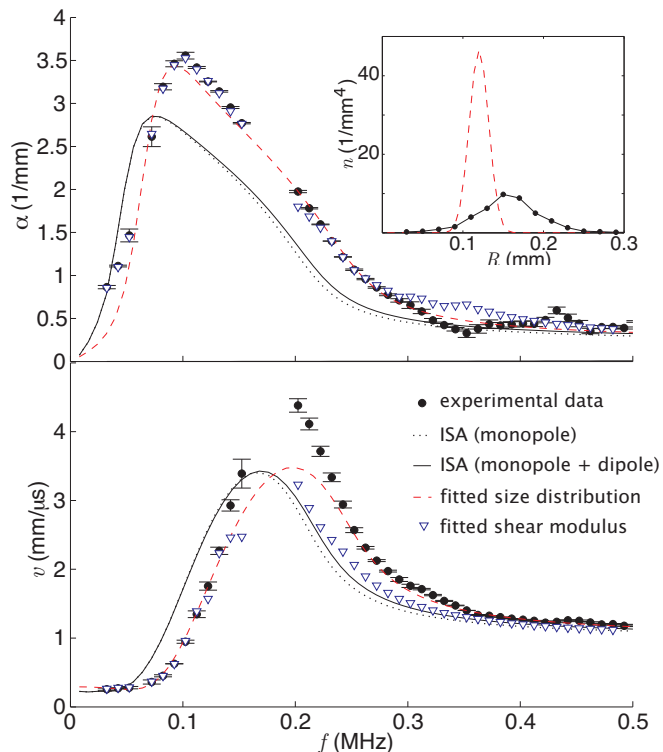 4
3.5
3
2.5
2
1.5
1
0.5
0
α (1/mm)
40
20
n (1/mm⁴)
0.1
0.2
0.3
R (mm)
4
3
2
1
0
v (mm/μs)
experimental data
ISA (monopole)
ISA (monopole + dipole)
fitted size distribution
fitted shear modulus
0
0.1
0.2
0.3
0.4
0.5
f (MHz)